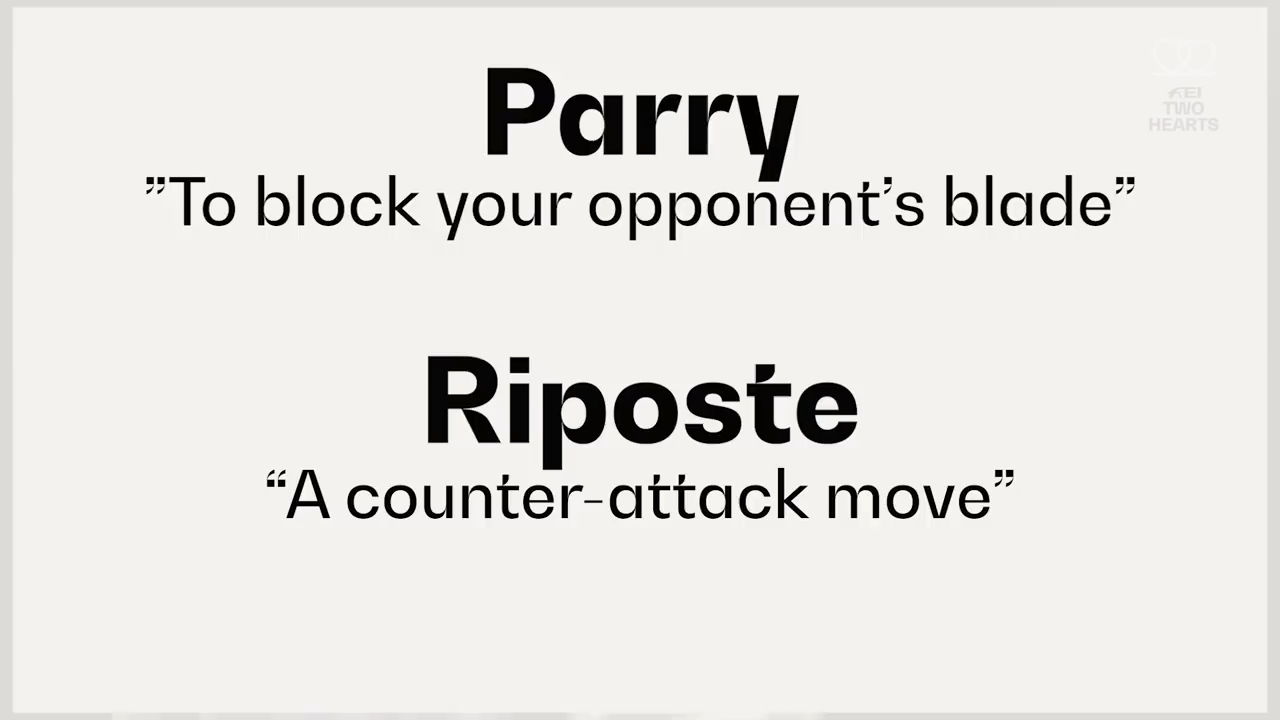 Parry
”To block your opponent’s blade”
Riposte
“A counter-attack move”
FEI
TWO
HEARTS